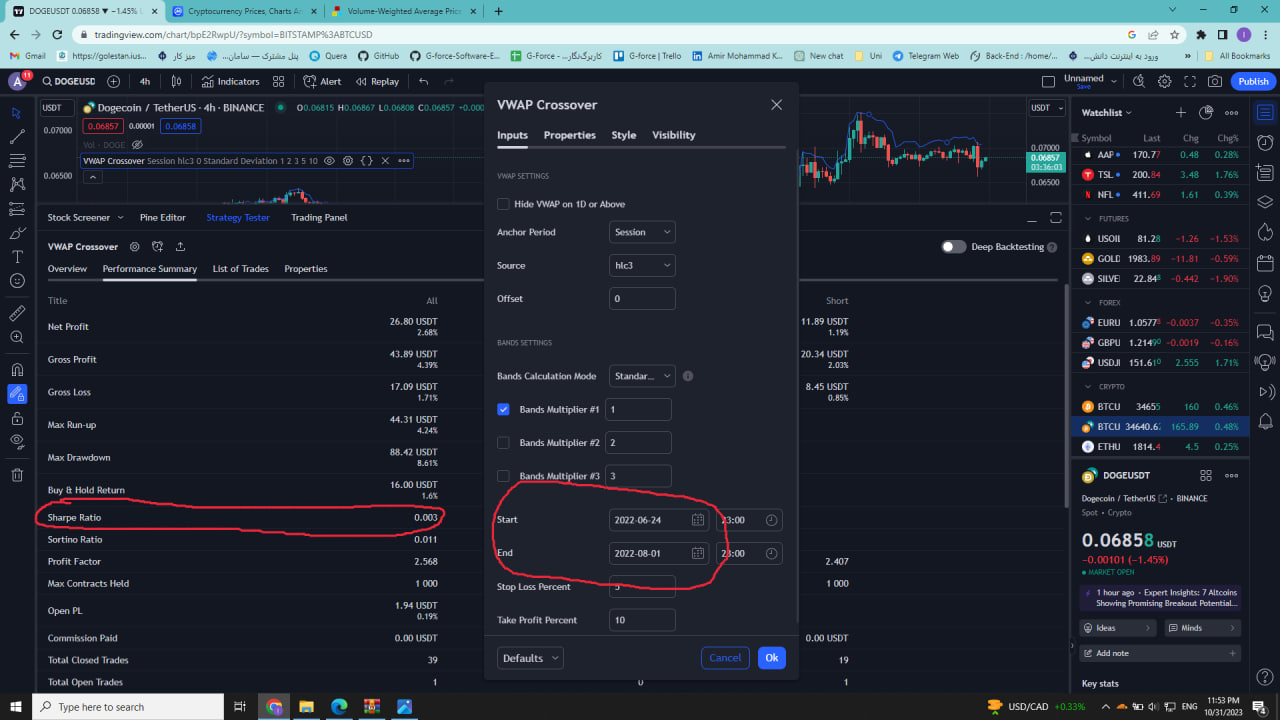 DOGEUSDT 0.06858 ▼ −1.45% U
Cryptocurrency Prices, Charts A
Volume-Weighted Average Price
tradingview.com/chart/bpE2RwpU/?symbol=BITSTAMP%3ABTCUSD
Gmail
golestan.ius...
میز کار
Quera
GitHub
پنل مشترک — سامان...
G-force-Software-E...
G-Force - کاربرگ‌نگار...
G-force | Trello
Amir Mohammad K...
New chat
Uni
Telegram Web
Back-End : /home/...
ورود به اینترنت دانش...
All Bookmarks
A 11
DOGEUSD
4h
Indicators
Alert
Replay
Unnamed
Save
Publish
USDT
Dogecoin / TetherUS · 4h · BINANCE
O0.06815 H0.06867 L0.06808 C0.06857 +0.000
0.06857 0.00001 0.06858
Vol · DOGE
VWAP Crossover Session hlc3 0 Standard Deviation 1 2 3 5 10
0.07000
0.06500
USDT
0.07000
0.06857
03:36:03
0.06500
Stock Screener
Pine Editor
Strategy Tester
Trading Panel
VWAP Crossover
Deep Backtesting
Overview
Performance Summary
List of Trades
Properties
Title All Short
Net Profit 26.80 USDT 11.89 USDT
2.68% 1.19%
Gross Profit 43.89 USDT 20.34 USDT
4.39% 2.03%
Gross Loss 17.09 USDT 8.45 USDT
1.71% 0.85%
Max Run-up 44.31 USDT
4.24%
Max Drawdown 88.42 USDT
8.61%
Buy & Hold Return 16.00 USDT
1.6%
Sharpe Ratio 0.003
Sortino Ratio 0.011
Profit Factor 2.568 2.407
Max Contracts Held 1 000 1 000
Open PL 1.94 USDT
0.19%
Commission Paid 0.00 USDT 0.00 USDT
Total Closed Trades 39 19
Total Open Trades 1 0 1
VWAP Crossover
Inputs
Properties
Style
Visibility
VWAP SETTINGS
Hide VWAP on 1D or Above
Anchor Period Session
Source hlc3
Offset 0
BANDS SETTINGS
Bands Calculation Mode Standar...
Bands Multiplier #1 1
Bands Multiplier #2 2
Bands Multiplier #3 3
Start 2022-06-24 23:00
End 2022-08-01 23:00
Stop Loss Percent 5
Take Profit Percent 10
Defaults
Cancel
Ok
Watchlist
Symbol Last Chg Chg%
AAP 170.77 0.48 0.28%
TSL 200.84 3.48 1.76%
NFL 411.69 1.61 0.39%
FUTURES
USOII 81.28 −1.26 −1.53%
GOLD 1983.89 −11.81 −0.59%
SILVE 22.848 −0.442 −1.90%
FOREX
EURU 1.05778 −0.0037 −0.35%
GBPU 1.21490 −0.0019 −0.16%
USDJI 151.610 2.555 1.71%
CRYPTO
BTCU 34655 160 0.46%
BTCU 34640.62 165.89 0.48%
ETHU 1814.4 4.5 0.25%
DOGEUSDT
Dogecoin / TetherUS · BINANCE
Spot · Crypto
0.06858 USDT
−0.00101 (−1.45%)
MARKET OPEN
1 hour ago · Expert Insights: 7 Altcoins
Showing Promising Breakout Potential...
Ideas
Minds
Add note
Key stats
Type here to search
USD/CAD +0.33%
ENG
11:53 PM
10/31/2023
4